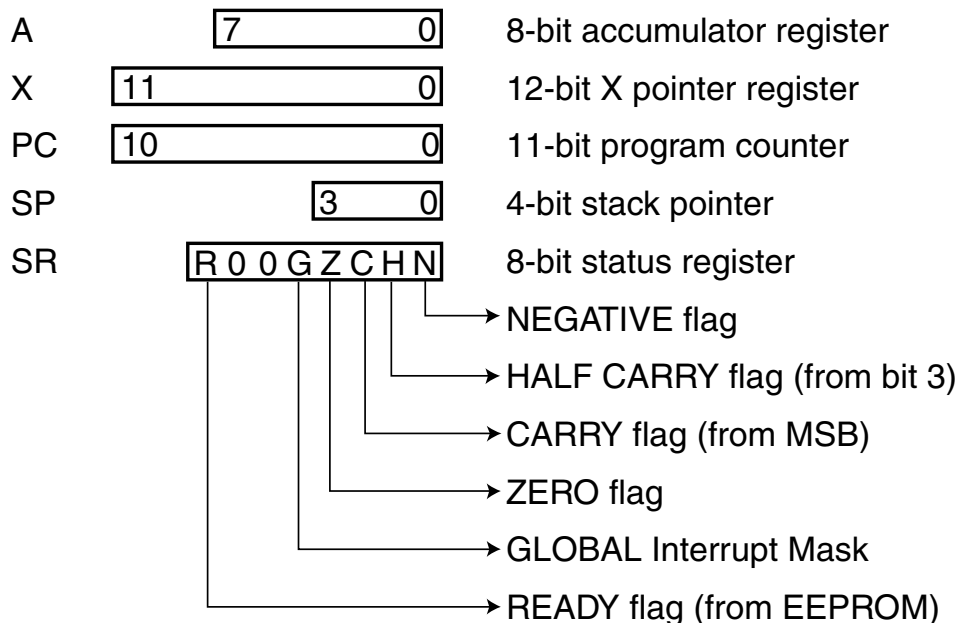 A 7 0 8-bit accumulator register
X 11 0 12-bit X pointer register
PC 10 0 11-bit program counter
SP 3 0 4-bit stack pointer
SR R 0 0 G Z C H N 8-bit status register
NEGATIVE flag
HALF CARRY flag (from bit 3)
CARRY flag (from MSB)
ZERO flag
GLOBAL Interrupt Mask
READY flag (from EEPROM)